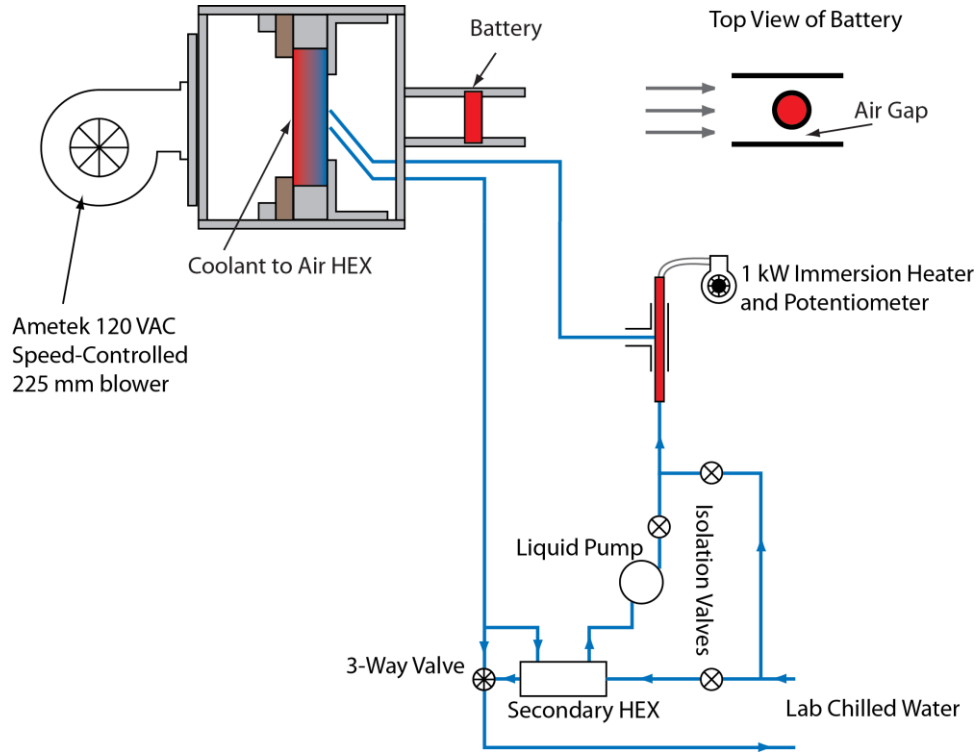 Battery
Top View of Battery
Air Gap
Coolant to Air HEX
1 kW Immersion Heater
and Potentiometer
Ametek 120 VAC
Speed-Controlled
225 mm blower
Isolation Valves
Liquid Pump
3-Way Valve
Secondary HEX
Lab Chilled Water